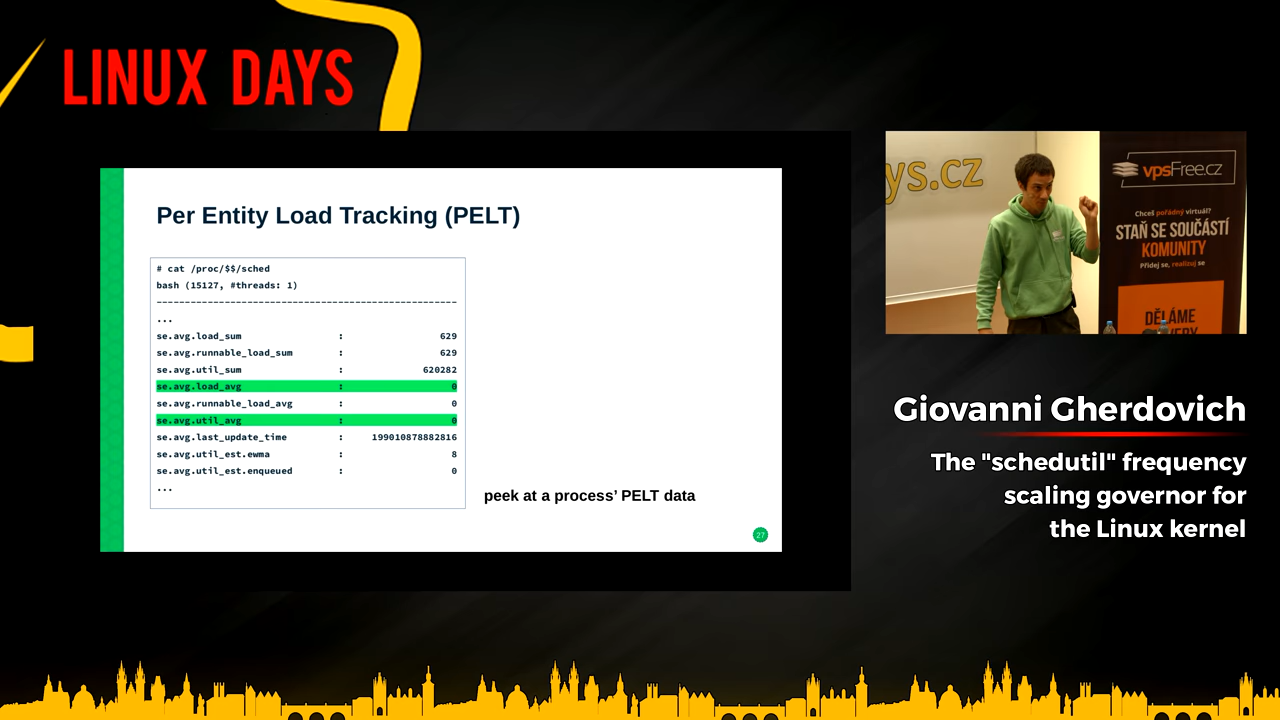 LINUX DAYS
Per Entity Load Tracking (PELT)
# cat /proc/$$/sched
bash (15127, #threads: 1)
-----------------------------------------------------
...
se.avg.load_sum : 629
se.avg.runnable_load_sum : 629
se.avg.util_sum : 620282
se.avg.load_avg : 0
se.avg.runnable_load_avg : 0
se.avg.util_avg : 0
se.avg.last_update_time : 199010878882816
se.avg.util_est.ewma : 8
se.avg.util_est.enqueued : 0
...
peek at a process’ PELT data
27
ys.cz
vpsFree.cz
Chceš pořádný virtuál?
STAŇ SE SOUČÁSTÍ
KOMUNITY
Přidej se, realizuj se
DĚLÁME
Giovanni Gherdovich
The "schedutil" frequency
scaling governor for
the Linux kernel